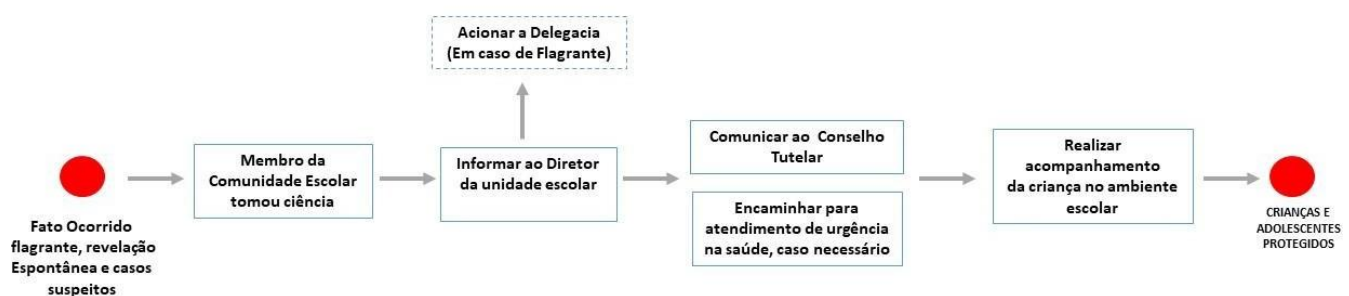 Acionar a Delegacia
(Em caso de Flagrante)
Fato Ocorrido
flagrante, revelação
Espontânea e casos
suspeitos
Membro da
Comunidade Escolar
tomou ciência
Informar ao Diretor
da unidade escolar
Comunicar ao Conselho
Tutelar
Encaminhar para
atendimento de urgência
na saúde, caso necessário
Realizar
acompanhamento
da criança no ambiente
escolar
CRIANÇAS E
ADOLESCENTES
PROTEGIDOS